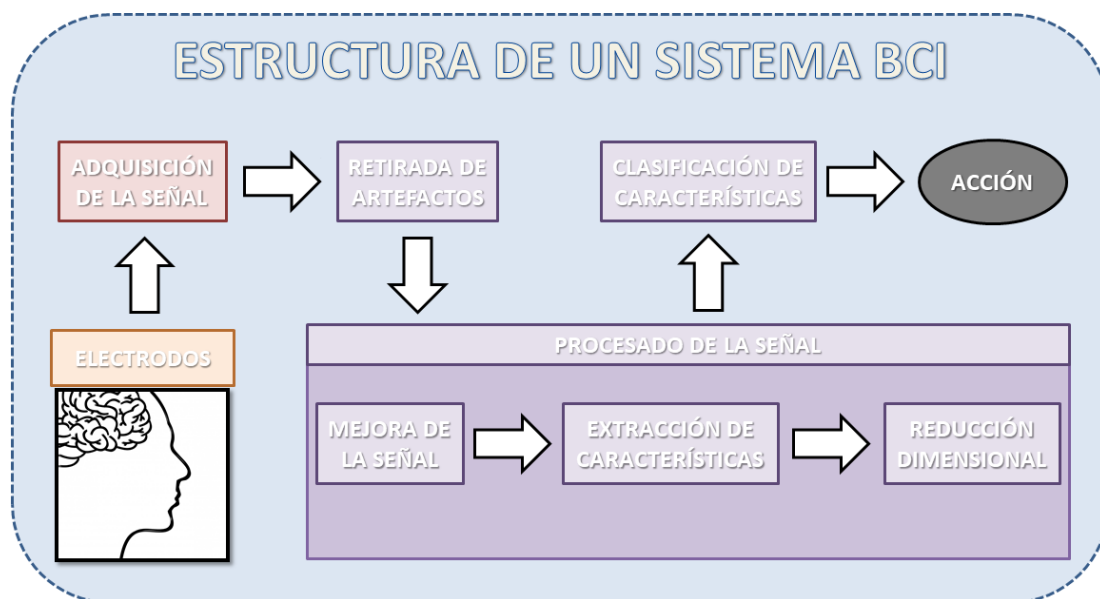 ESTRUCTURA DE UN SISTEMA BCI
ADQUISICIÓN
DE LA SEÑAL
RETIRADA DE
ARTEFACTOS
CLASIFICACIÓN DE
CARACTERÍSTICAS
ACCIÓN
ELECTRODOS
PROCESADO DE LA SEÑAL
MEJORA DE
LA SEÑAL
EXTRACCIÓN DE
CARACTERÍSTICAS
REDUCCIÓN
DIMENSIONAL